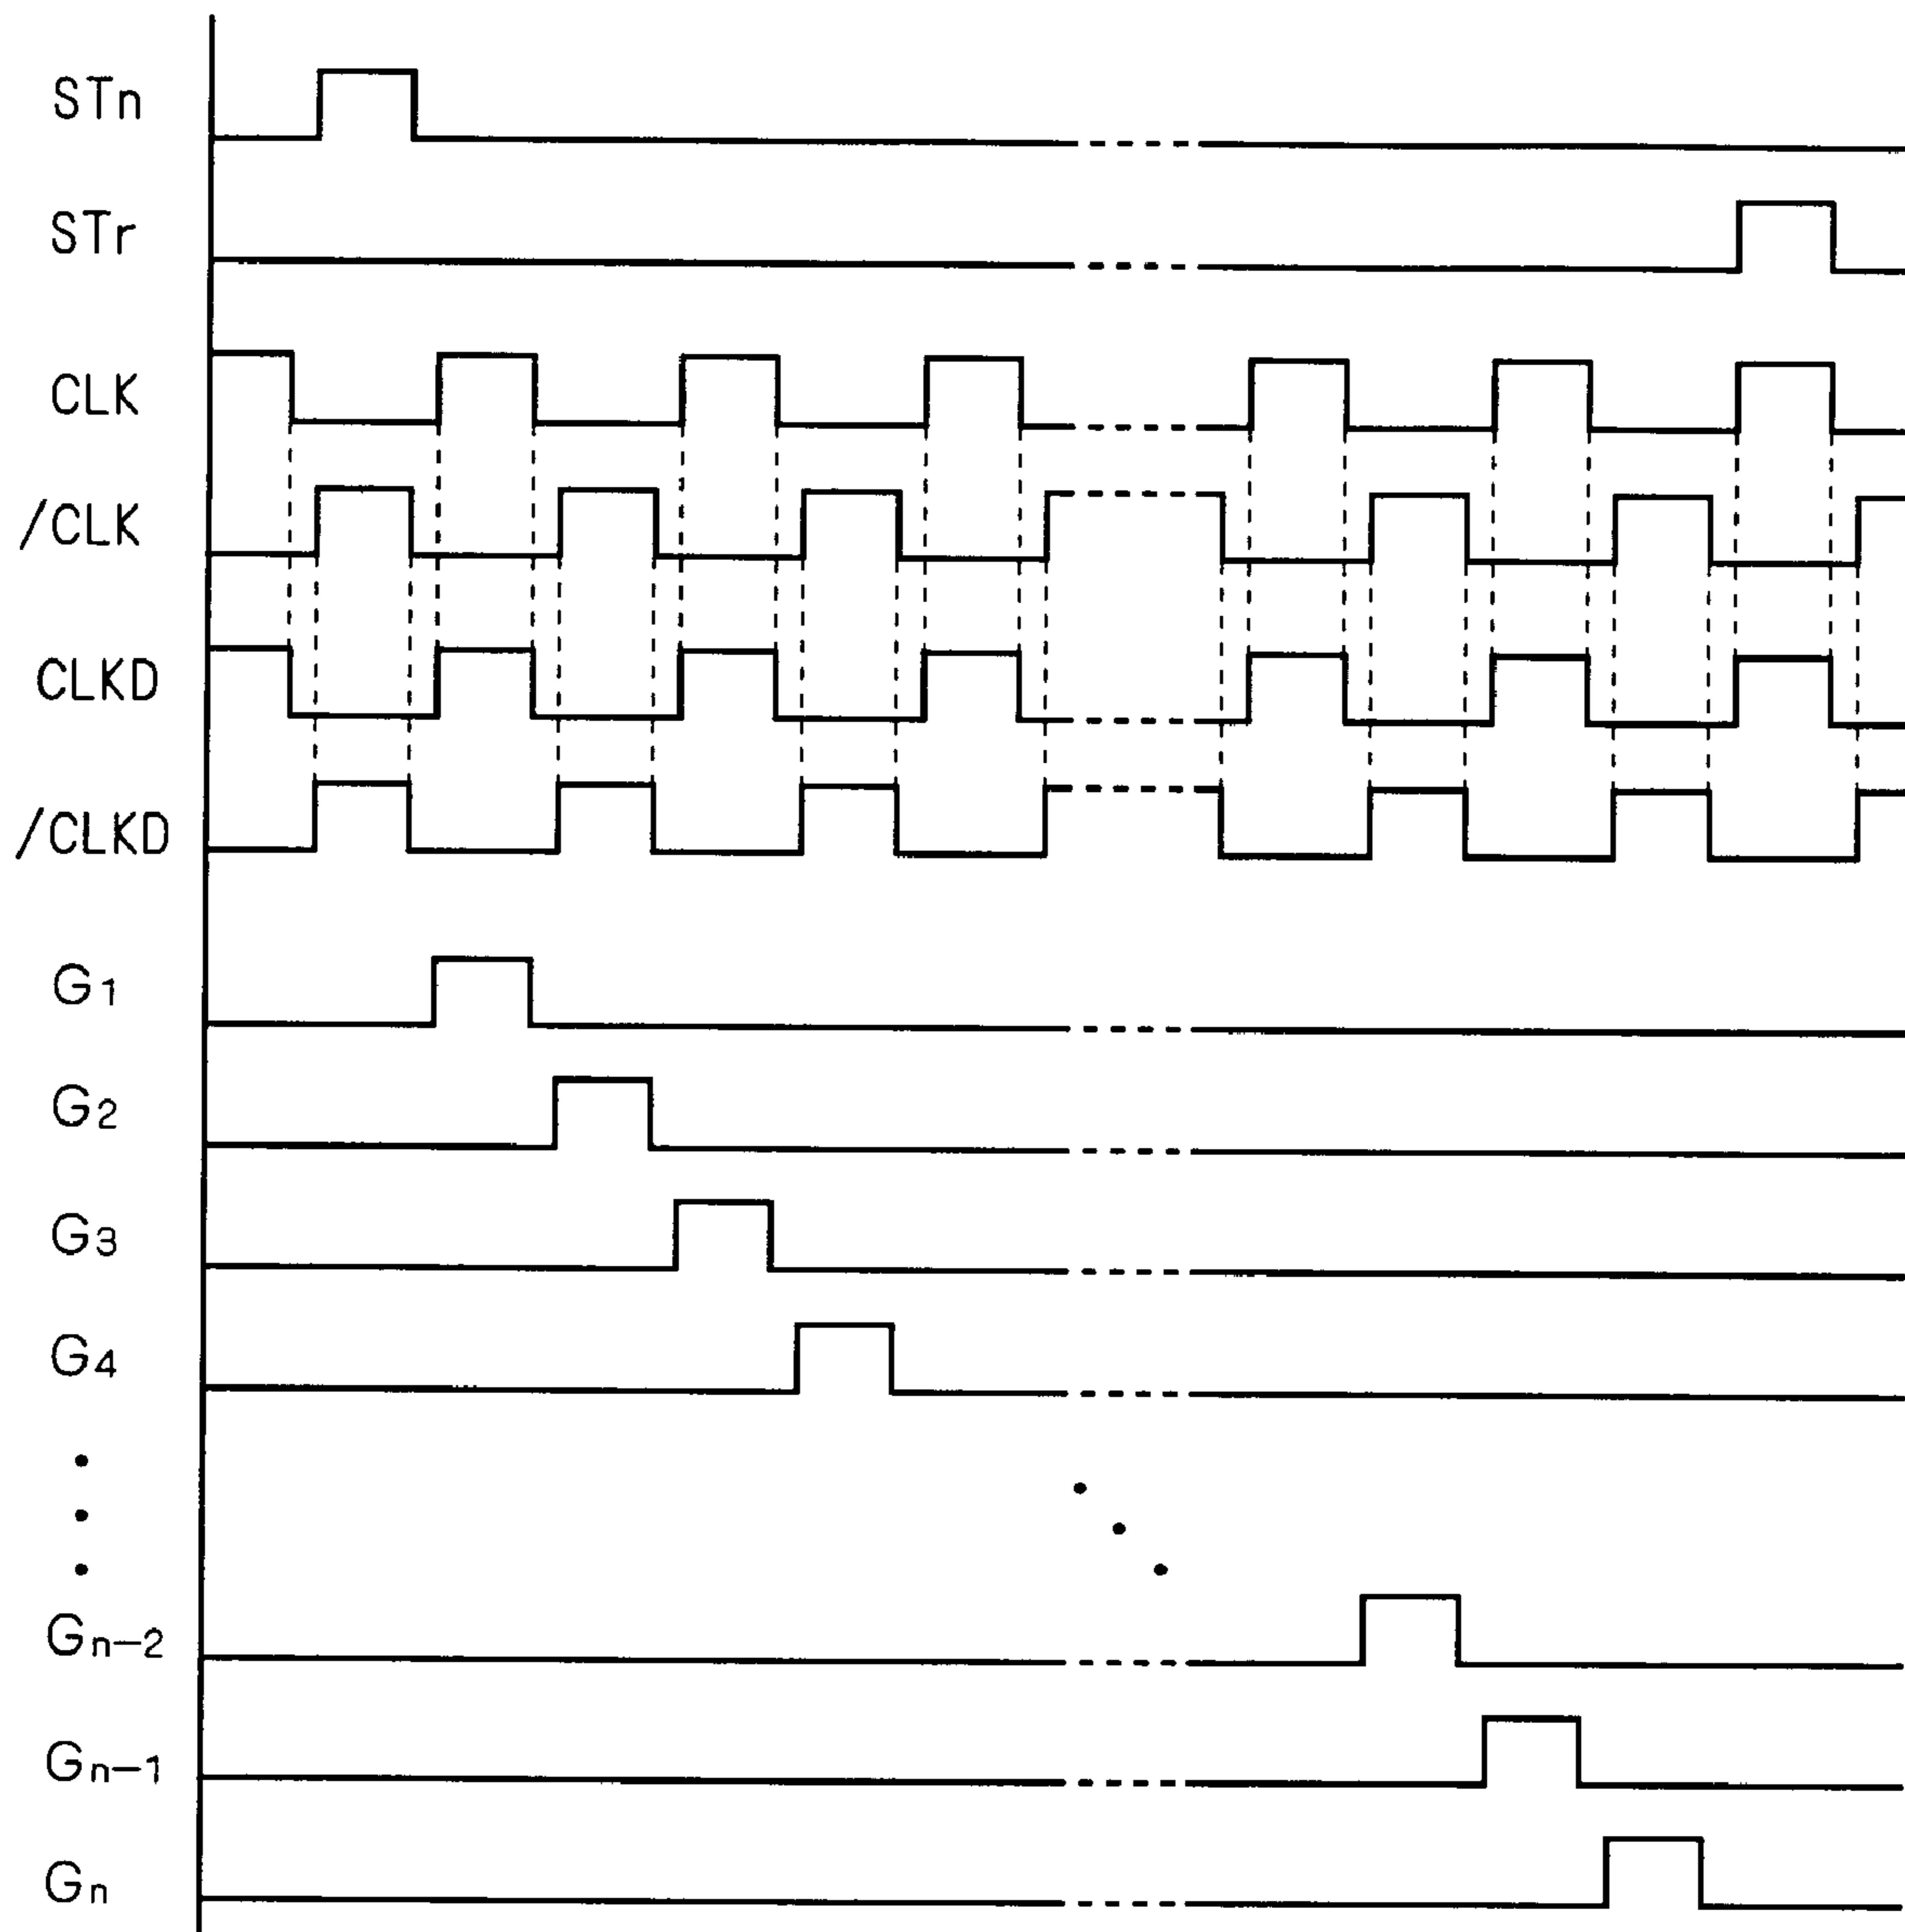 STn
STr
CLK
/CLK
CLKD
/CLKD
G1
G2
G3
G4
Gn-2
Gn-1
Gn